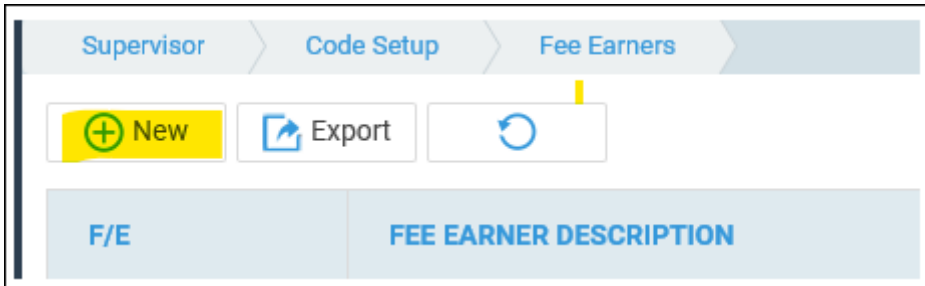 Supervisor Code Setup Fee Earners
New Export
F/E FEE EARNER DESCRIPTION